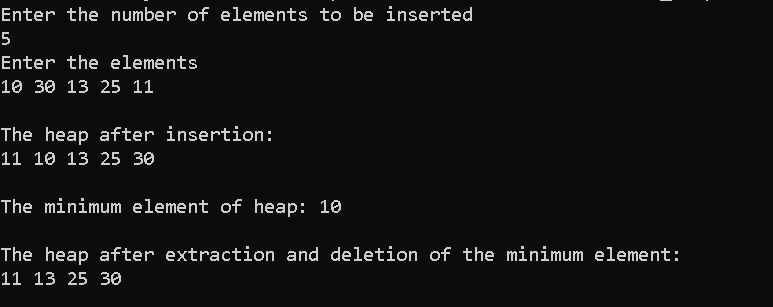 Enter the number of elements to be inserted
5
Enter the elements
10 30 13 25 11
The heap after insertion:
11 10 13 25 30
The minimum element of heap: 10
The heap after extraction and deletion of the minimum element:
11 13 25 30